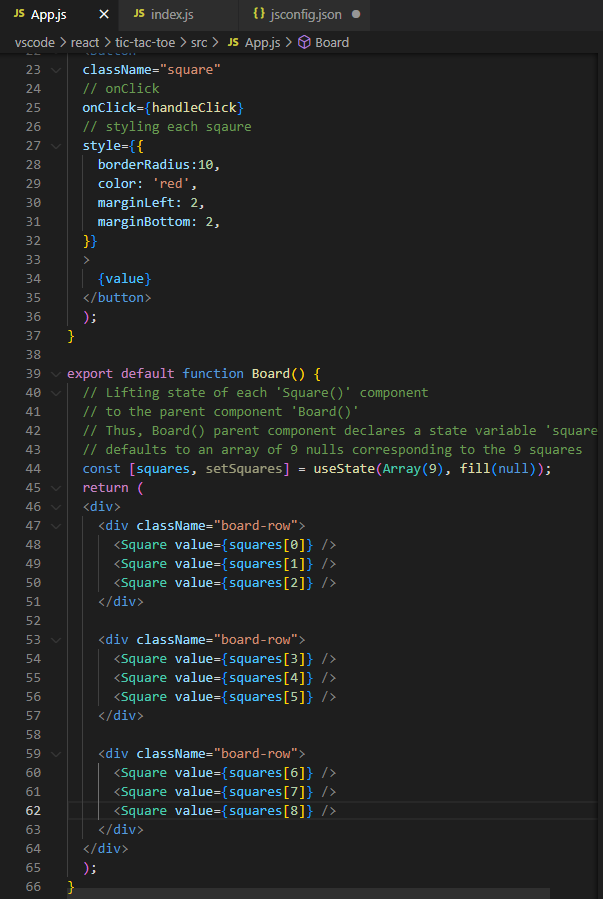 JS App.js × JS index.js {} jsconfig.json ●
vscode > react > tic-tac-toe > src > JS App.js > Board
23 className="square"
24 // onClick
25 onClick={handleClick}
26 // styling each sqaure
27 style={{
28 borderRadius:10,
29 color: 'red',
30 marginLeft: 2,
31 marginBottom: 2,
32 }}
33 >
34 {value}
35 </button>
36 );
37 }
38
39 export default function Board() {
40 // Lifting state of each 'Square()' component
41 // to the parent component 'Board()'
42 // Thus, Board() parent component declares a state variable 'square
43 // defaults to an array of 9 nulls corresponding to the 9 squares
44 const [squares, setSquares] = useState(Array(9), fill(null));
45 return (
46 <div>
47 <div className="board-row">
48 <Square value={squares[0]} />
49 <Square value={squares[1]} />
50 <Square value={squares[2]} />
51 </div>
52
53 <div className="board-row">
54 <Square value={squares[3]} />
55 <Square value={squares[4]} />
56 <Square value={squares[5]} />
57 </div>
58
59 <div className="board-row">
60 <Square value={squares[6]} />
61 <Square value={squares[7]} />
62 <Square value={squares[8]} />
63 </div>
64 </div>
65 );
66 }